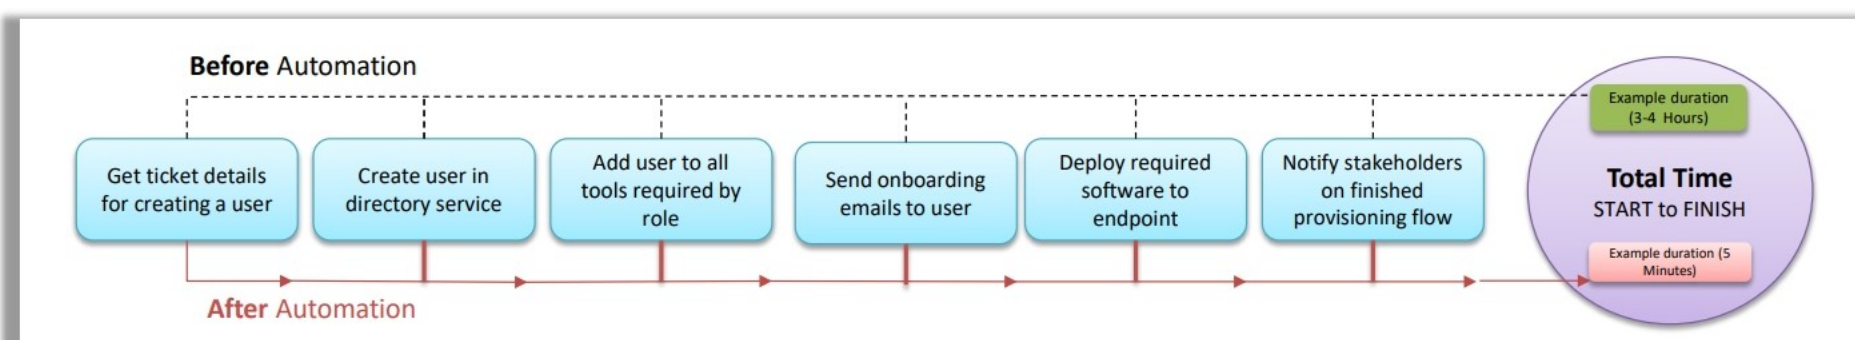 Before Automation
Get ticket details
for creating a user
Create user in
directory service
Add user to all
tools required by
role
Send onboarding
emails to user
Deploy required
software to
endpoint
Notify stakeholders
on finished
provisioning flow
Example duration
(3-4 Hours)
Total Time
START to FINISH
Example duration (5
Minutes)
After Automation